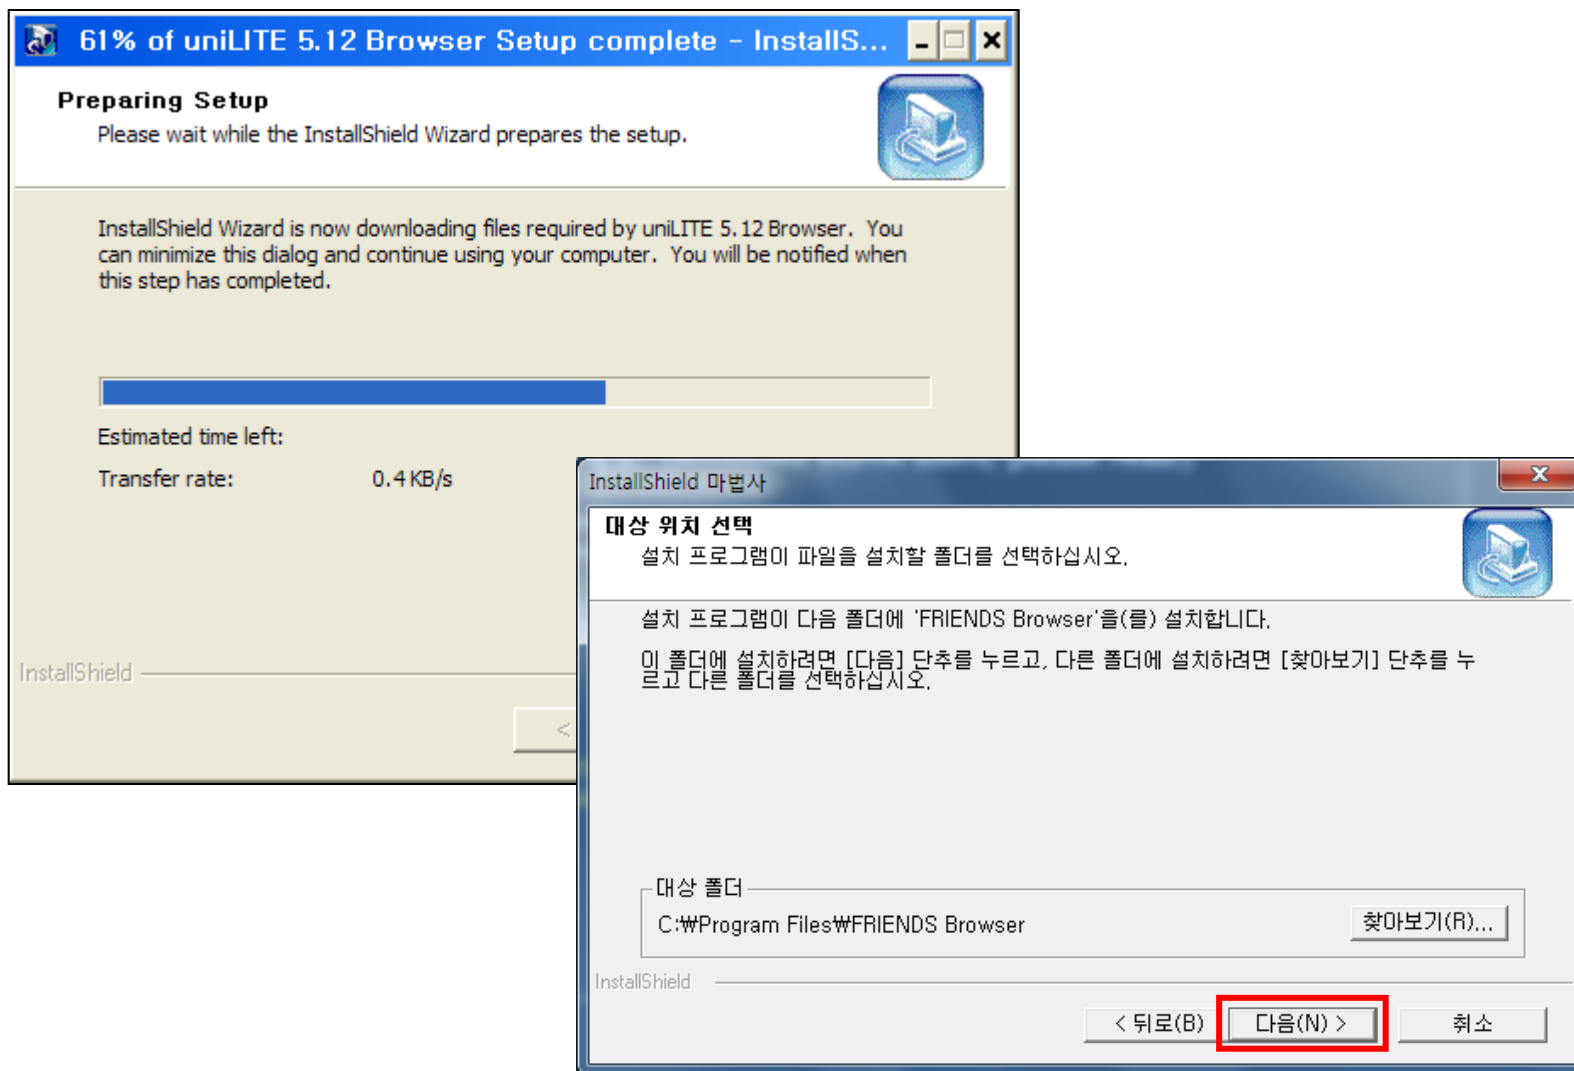 61% of uniLITE 5.12 Browser Setup complete - InstallS...
Preparing Setup
Please wait while the InstallShield Wizard prepares the setup.
InstallShield Wizard is now downloading files required by uniLITE 5.12 Browser. You
can minimize this dialog and continue using your computer. You will be notified when
this step has completed.
Estimated time left:
Transfer rate: 0.4 KB/s
InstallShield
<
InstallShield 마법사
대상 위치 선택
설치 프로그램이 파일을 설치할 폴더를 선택하십시오.
설치 프로그램이 다음 폴더에 'FRIENDS Browser'을(를) 설치합니다.
이 폴더에 설치하려면 [다음] 단추를 누르고, 다른 폴더에 설치하려면 [찾아보기] 단추를 누
르고 다른 폴더를 선택하십시오.
대상 폴더
C:₩Program Files₩FRIENDS Browser
찾아보기(R)...
InstallShield
< 뒤로(B) 다음(N) > 취소